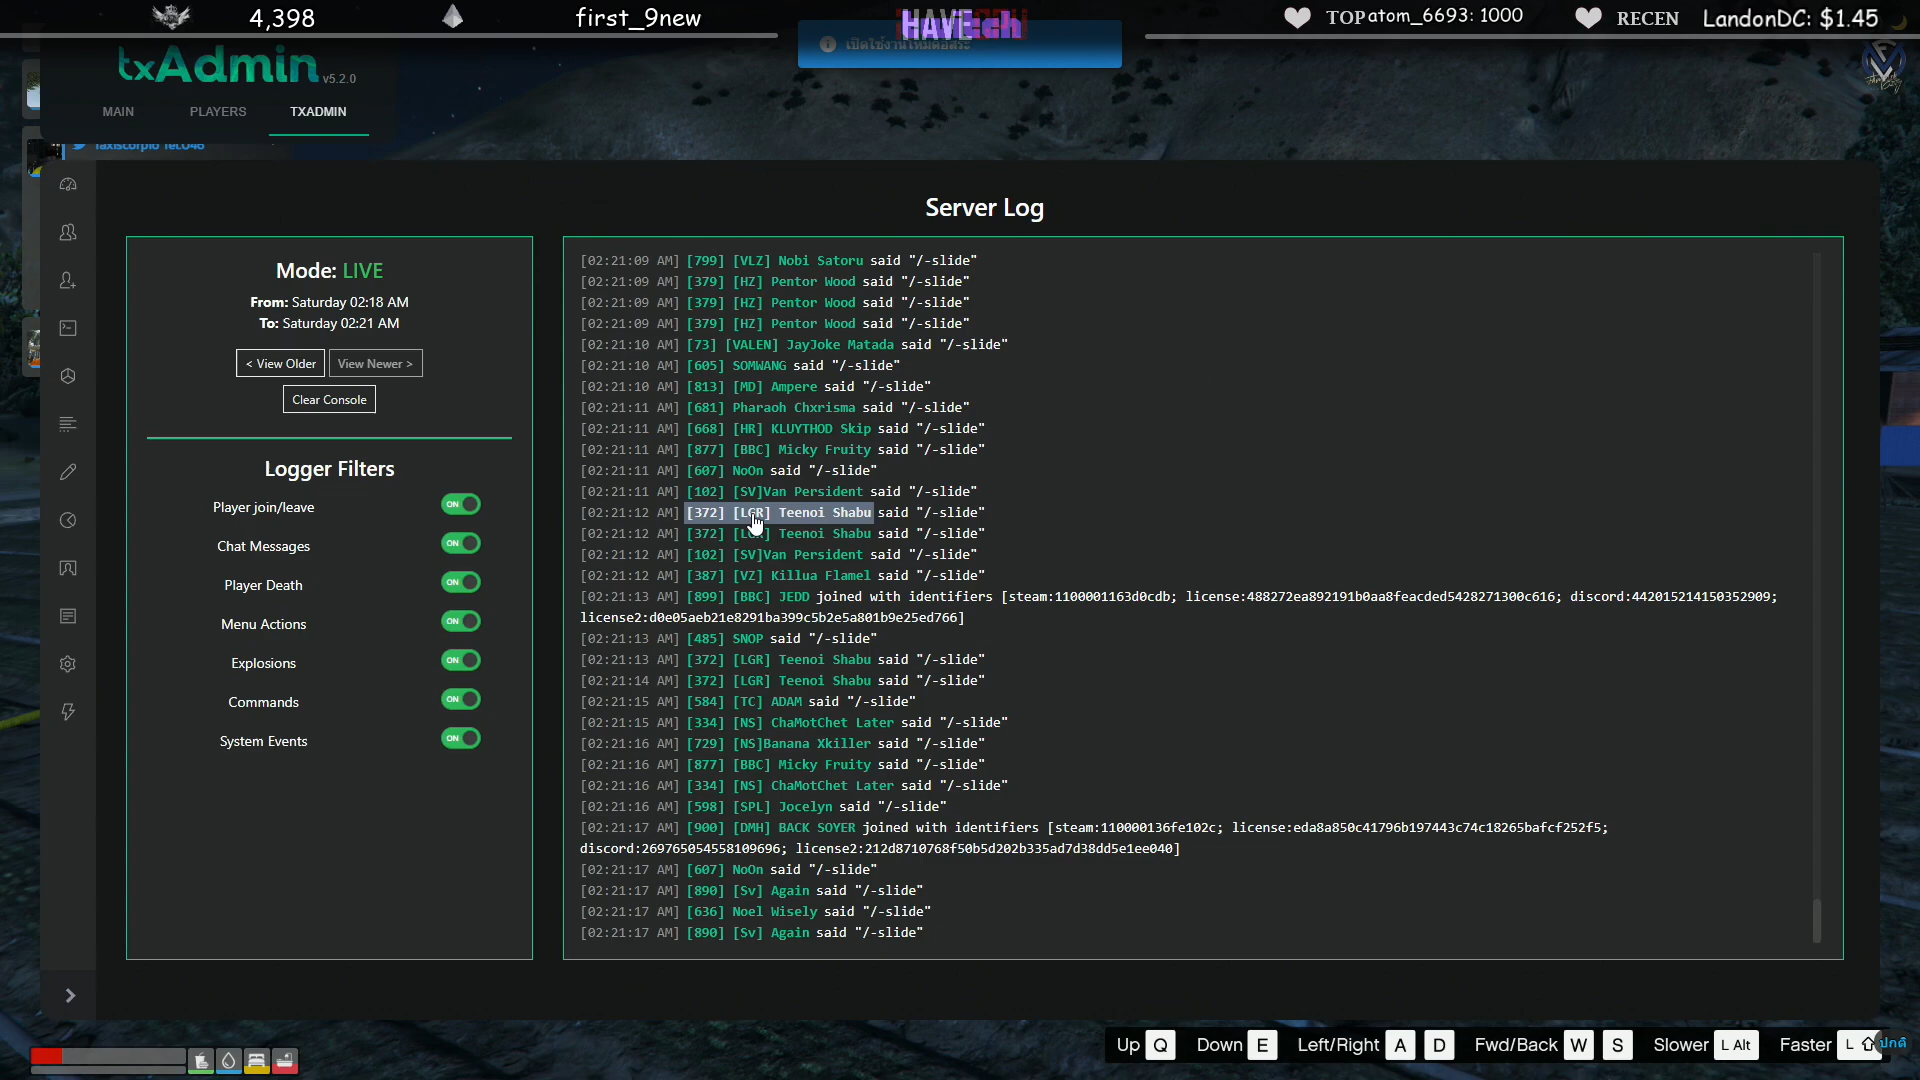 4,398
first_9new
TOP atom_6693: 1000
RECEN
LandonDC: $1.45
txAdmin v5.2.0
MAIN
PLAYERS
TXADMIN
Taxiscorpio Tel.048
Server Log
Mode: LIVE
From: Saturday 02:18 AM
To: Saturday 02:21 AM
< View Older
View Newer >
Clear Console
Logger Filters
Player join/leave ON
Chat Messages ON
Player Death ON
Menu Actions ON
Explosions ON
Commands ON
System Events ON
[02:21:09 AM] [799] [VLZ] Nobi Satoru said "/-slide"
[02:21:09 AM] [379] [HZ] Pentor Wood said "/-slide"
[02:21:09 AM] [379] [HZ] Pentor Wood said "/-slide"
[02:21:09 AM] [379] [HZ] Pentor Wood said "/-slide"
[02:21:10 AM] [73] [VALEN] JayJoke Matada said "/-slide"
[02:21:10 AM] [605] SOMWANG said "/-slide"
[02:21:10 AM] [813] [MD] Ampere said "/-slide"
[02:21:11 AM] [681] Pharaoh Chxrisma said "/-slide"
[02:21:11 AM] [668] [HR] KLUYTHOD Skip said "/-slide"
[02:21:11 AM] [877] [BBC] Micky Fruity said "/-slide"
[02:21:11 AM] [607] NoOn said "/-slide"
[02:21:11 AM] [102] [SV]Van Persident said "/-slide"
[02:21:12 AM] [372] [LGR] Teenoi Shabu said "/-slide"
[02:21:12 AM] [372] [LGR] Teenoi Shabu said "/-slide"
[02:21:12 AM] [102] [SV]Van Persident said "/-slide"
[02:21:12 AM] [387] [VZ] Killua Flamel said "/-slide"
[02:21:13 AM] [899] [BBC] JEDD joined with identifiers [steam:1100001163d0cdb; license:488272ea892191b0aa8feacded5428271300c616; discord:442015214150352909;
license2:d0e05aeb21e8291ba399c5b2e5a801b9e25ed766]
[02:21:13 AM] [485] SNOP said "/-slide"
[02:21:13 AM] [372] [LGR] Teenoi Shabu said "/-slide"
[02:21:14 AM] [372] [LGR] Teenoi Shabu said "/-slide"
[02:21:15 AM] [584] [TC] ADAM said "/-slide"
[02:21:15 AM] [334] [NS] ChaMotChet Later said "/-slide"
[02:21:16 AM] [729] [NS]Banana Xkiller said "/-slide"
[02:21:16 AM] [877] [BBC] Micky Fruity said "/-slide"
[02:21:16 AM] [334] [NS] ChaMotChet Later said "/-slide"
[02:21:16 AM] [598] [SPL] Jocelyn said "/-slide"
[02:21:17 AM] [900] [DMH] BACK SOYER joined with identifiers [steam:110000136fe102c; license:eda8a850c41796b197443c74c18265bafcf252f5;
discord:269765054558109696; license2:212d8710768f50b5d202b335ad7d38dd5e1ee040]
[02:21:17 AM] [607] NoOn said "/-slide"
[02:21:17 AM] [890] [Sv] Again said "/-slide"
[02:21:17 AM] [636] Noel Wisely said "/-slide"
[02:21:17 AM] [890] [Sv] Again said "/-slide"
Up Q Down E Left/Right A D Fwd/Back W S Slower L Alt Faster L ปกติ